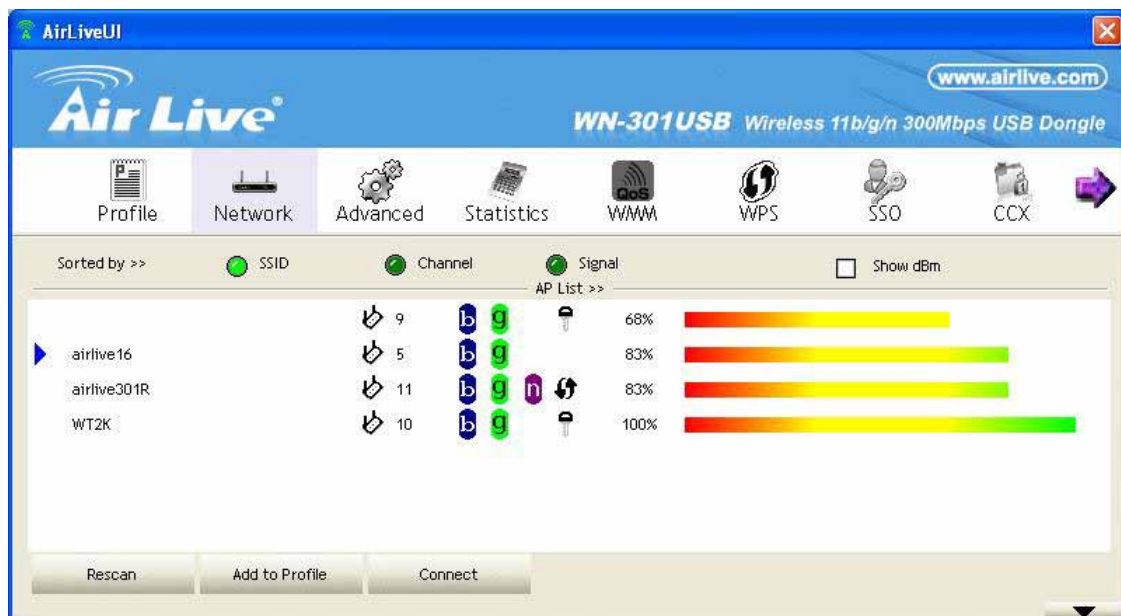 AirLiveUI
www.airlive.com
Air Live®
WN-301USB Wireless 11b/g/n 300Mbps USB Dongle
Profile Network Advanced Statistics QoS WMM WPS SSO CCX
Sorted by >> SSID Channel Signal Show dBm
AP List >>
9 b g 68%
airlive16 5 b g 83%
airlive301R 11 b g n 83%
WT2K 10 b g 100%
Rescan Add to Profile Connect